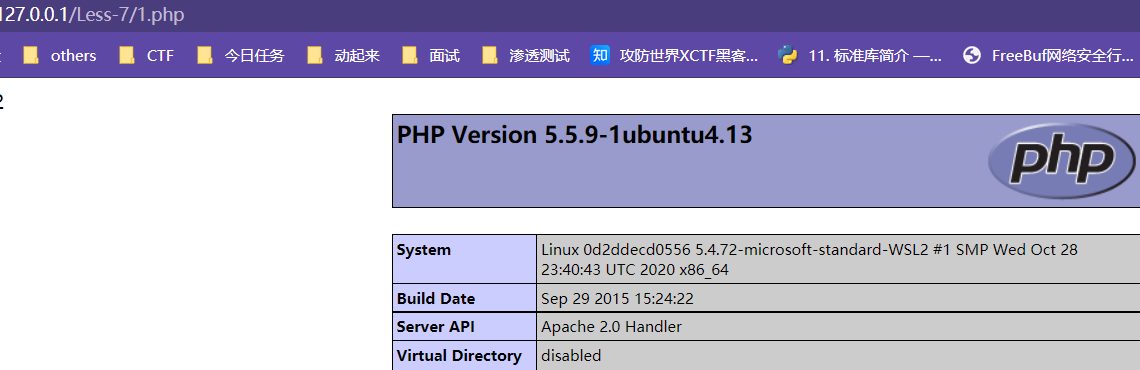 127.0.0.1/Less-7/1.php
others CTF 今日任务 动起来 面试 渗透测试 知 攻防世界XCTF黑客... 11. 标准库简介 —... FreeBuf网络安全行...
2
PHP Version 5.5.9-1ubuntu4.13
php
System Linux 0d2ddecd0556 5.4.72-microsoft-standard-WSL2 #1 SMP Wed Oct 28
23:40:43 UTC 2020 x86_64
Build Date Sep 29 2015 15:24:22
Server API Apache 2.0 Handler
Virtual Directory disabled